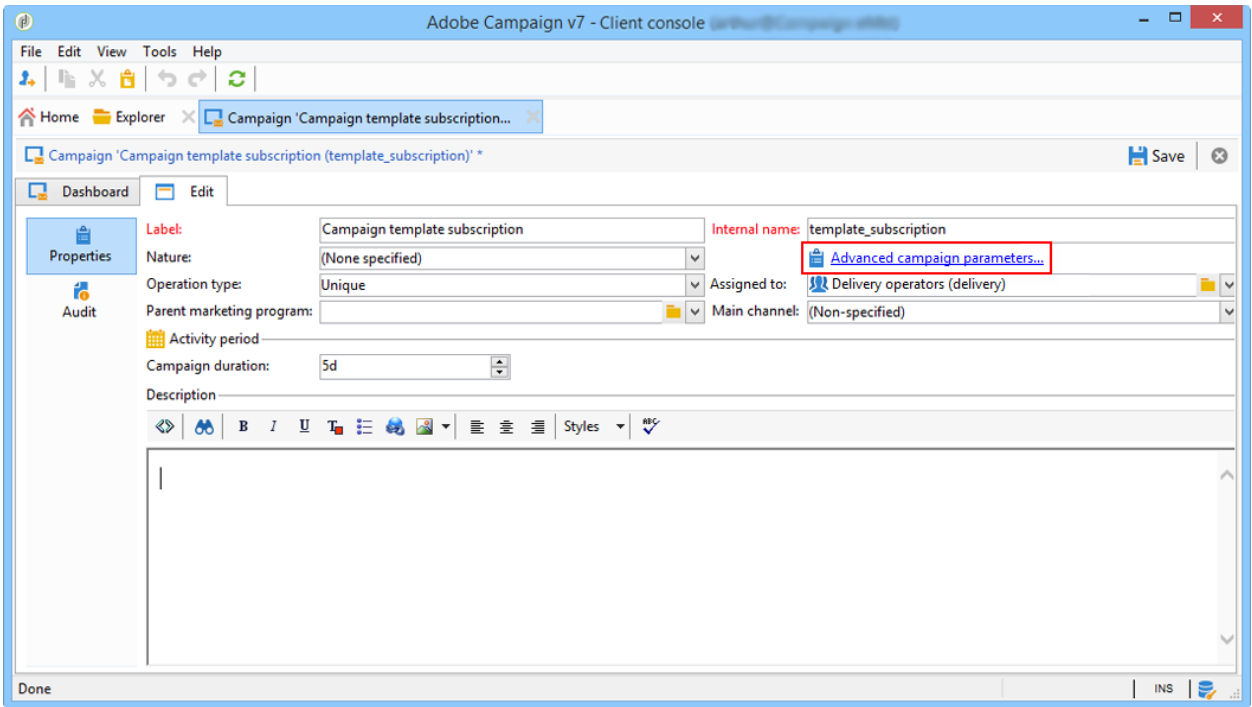 Adobe Campaign v7 - Client console
File Edit View Tools Help
Home Explorer Campaign 'Campaign template subscription...
Campaign 'Campaign template subscription (template_subscription)' * Save
Dashboard Edit
Properties
Audit
Label: Campaign template subscription Internal name: template_subscription
Nature: (None specified) Advanced campaign parameters...
Operation type: Unique Assigned to: Delivery operators (delivery)
Parent marketing program: Main channel: (Non-specified)
Activity period
Campaign duration: 5d
Description
B I U T Styles ABC
Done INS